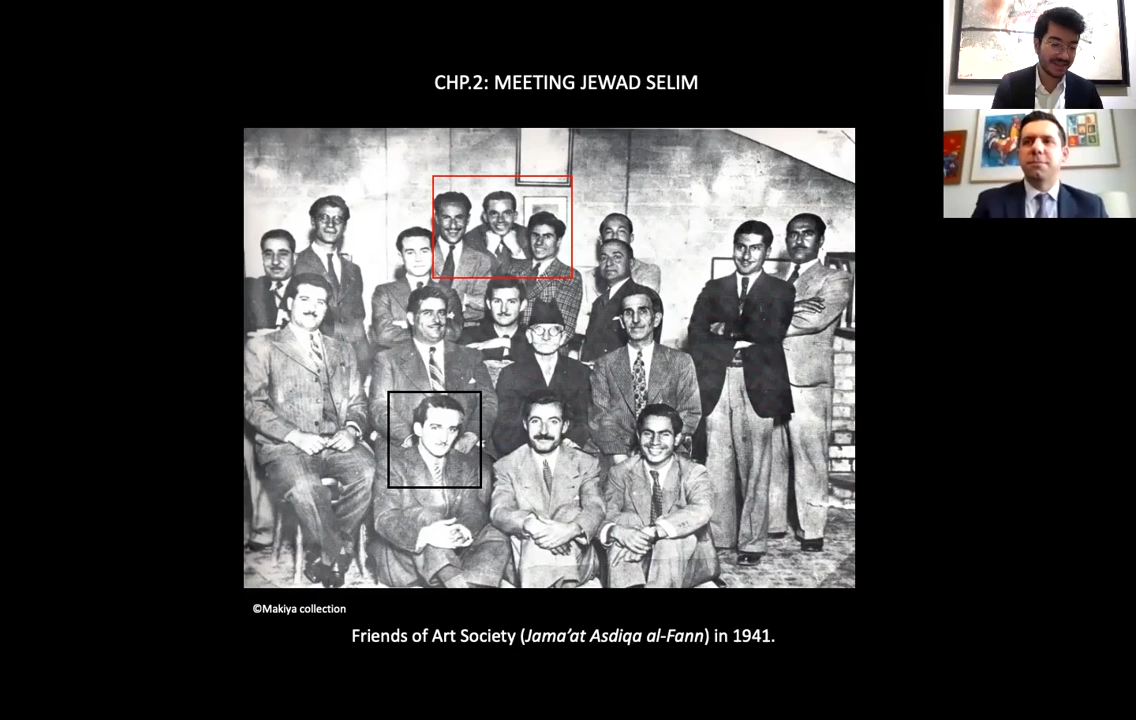 CHP.2: MEETING JEWAD SELIM
©Makiya collection
Friends of Art Society (Jama’at Asdiqa al-Fann) in 1941.